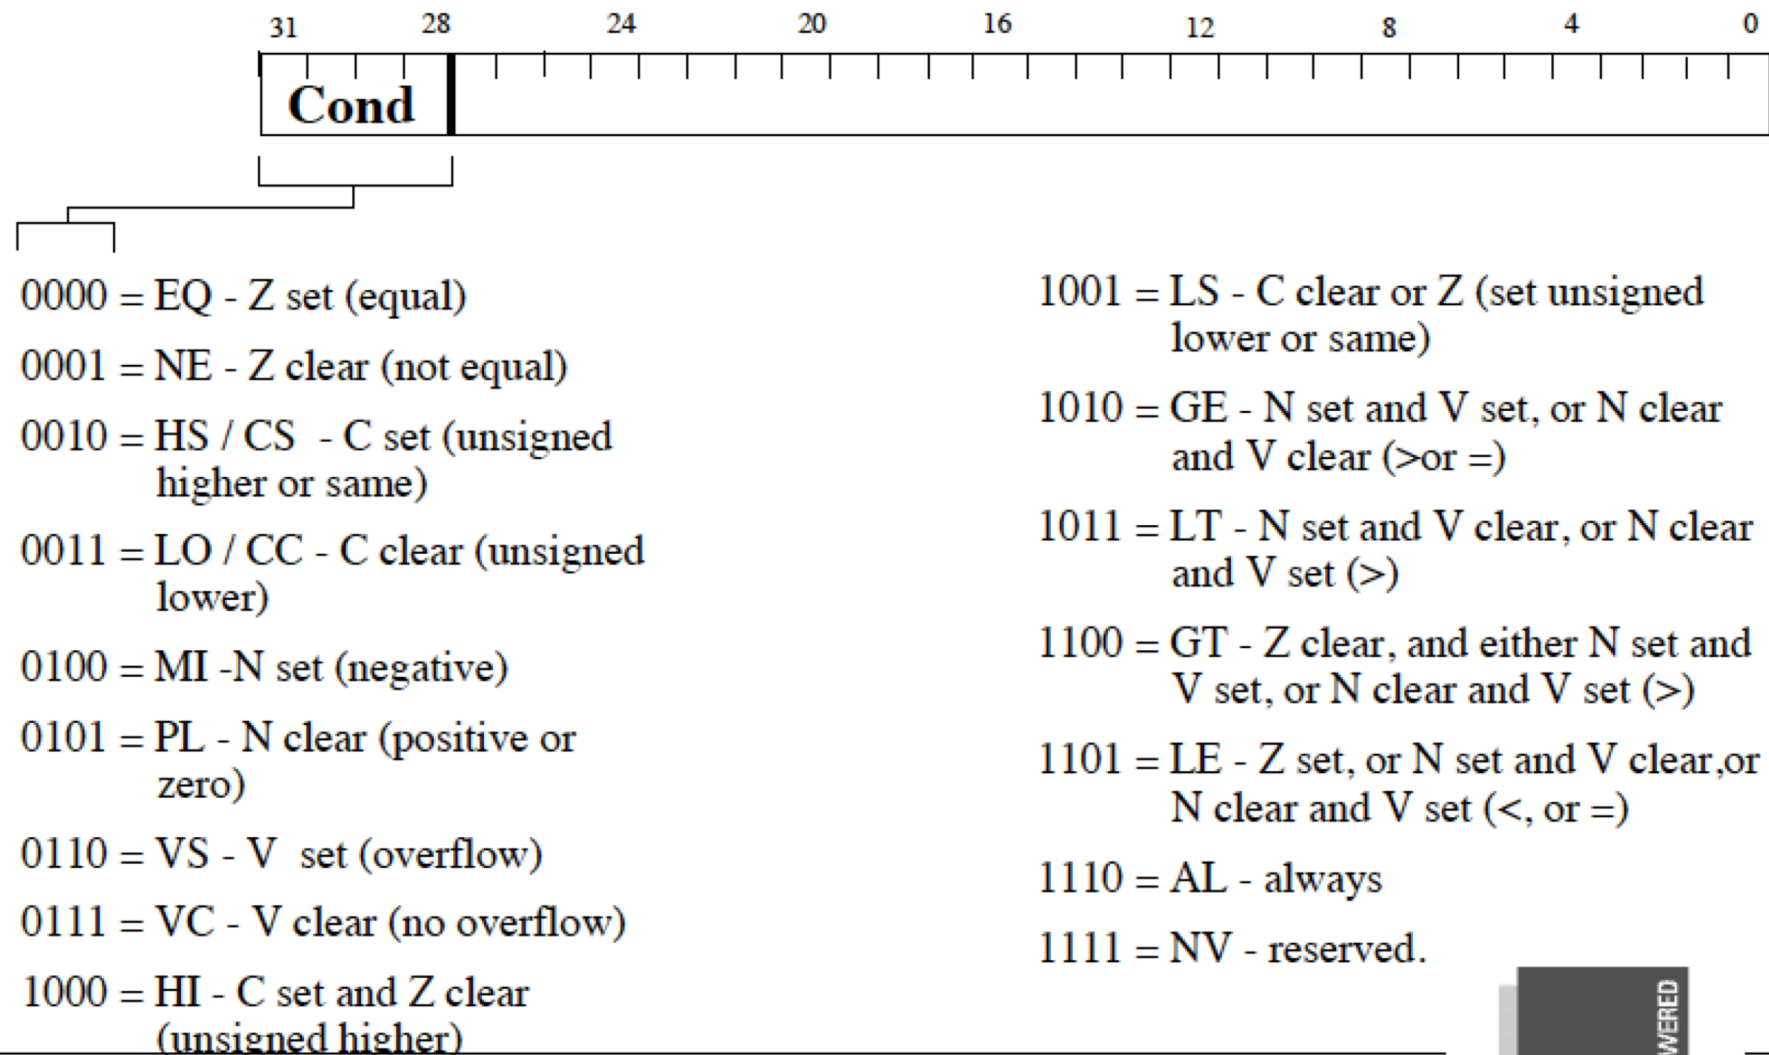 31 28 24 20 16 12 8 4 0
Cond
0000 = EQ - Z set (equal)
0001 = NE - Z clear (not equal)
0010 = HS / CS  - C set (unsigned
higher or same)
0011 = LO / CC - C clear (unsigned
lower)
0100 = MI -N set (negative)
0101 = PL - N clear (positive or
zero)
0110 = VS - V  set (overflow)
0111 = VC - V clear (no overflow)
1000 = HI - C set and Z clear
(unsigned higher)
1001 = LS - C clear or Z (set unsigned
lower or same)
1010 = GE - N set and V set, or N clear
and V clear (>or =)
1011 = LT - N set and V clear, or N clear
and V set (>)
1100 = GT - Z clear, and either N set and
V set, or N clear and V set (>)
1101 = LE - Z set, or N set and V clear,or
N clear and V set (<, or =)
1110 = AL - always
1111 = NV - reserved.
WERED